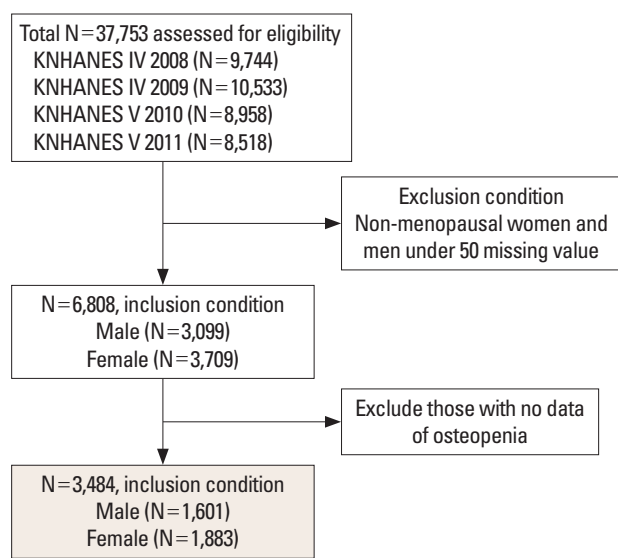 Total N=37,753 assessed for eligibility
KNHANES IV 2008 (N=9,744)
KNHANES IV 2009 (N=10,533)
KNHANES V 2010 (N=8,958)
KNHANES V 2011 (N=8,518)
Exclusion condition
Non-menopausal women and
men under 50 missing value
N=6,808, inclusion condition
Male (N=3,099)
Female (N=3,709)
Exclude those with no data
of osteopenia
N=3,484, inclusion condition
Male (N=1,601)
Female (N=1,883)